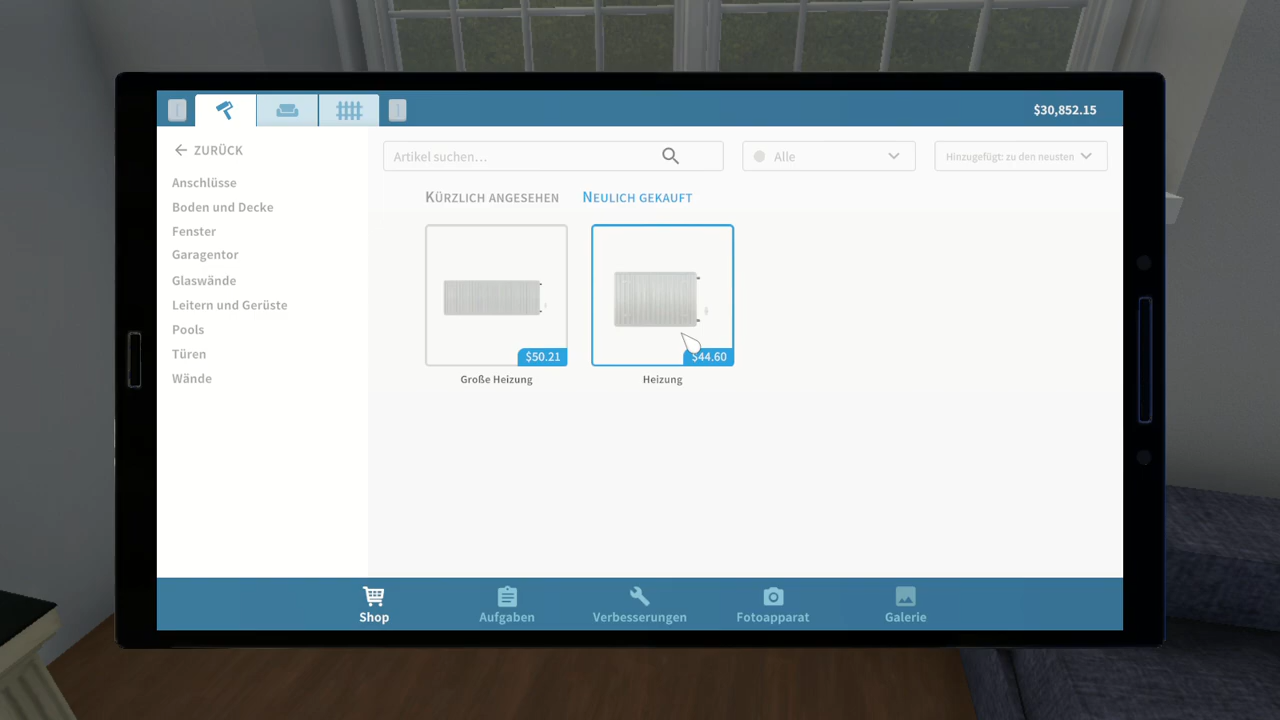 $30,852.15
ZURÜCK
Anschlüsse
Boden und Decke
Fenster
Garagentor
Glaswände
Leitern und Gerüste
Pools
Türen
Wände
Artikel suchen...
Alle
Hinzugefügt: zu den neusten
KÜRZLICH ANGESEHEN
NEULICH GEKAUFT
$50.21
$44.60
Große Heizung
Heizung
Shop
Aufgaben
Verbesserungen
Fotoapparat
Galerie